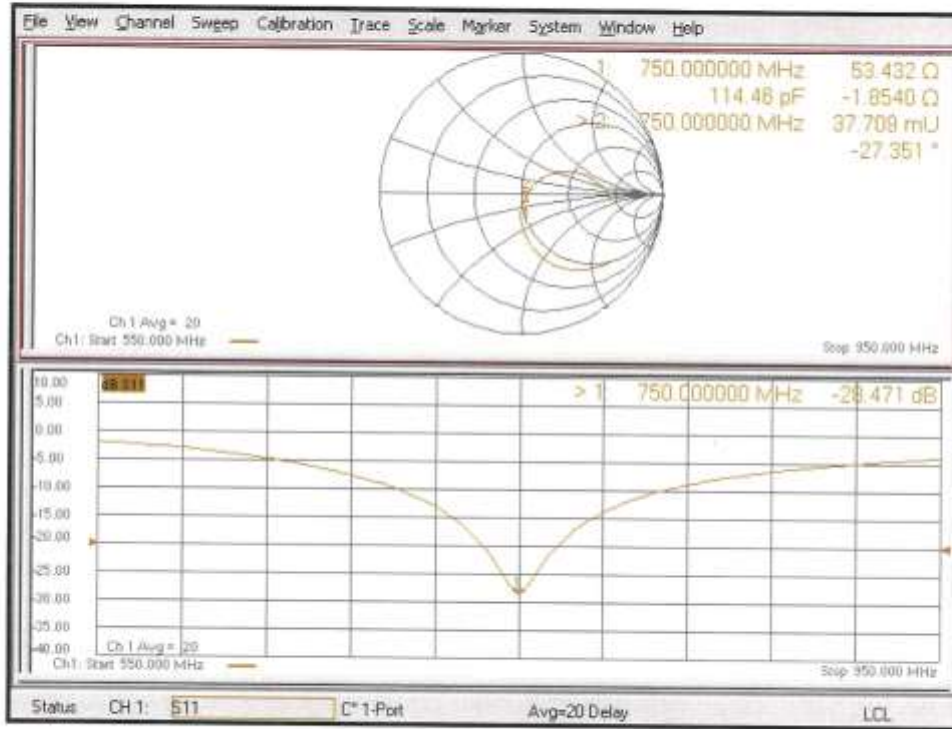 File View Channel Sweep Calibration Trace Scale Marker System Window Help
1: 750.000000 MHz 53.432 Ω
114.46 pF -1.8540 Ω
> 2: 750.000000 MHz 37.709 mU
-27.351 °
Ch 1 Avg = 20
Ch1: Start 550.000 MHz
Stop 950.000 MHz
10.00 dB S11
> 1: 750.000000 MHz -28.471 dB
5.00
0.00
-5.00
-10.00
-15.00
-20.00
-25.00
-30.00
-35.00
-40.00
Ch 1 Avg = 20
Ch1: Start 550.000 MHz
Stop 950.000 MHz
Status CH 1: S11 C* 1-Port Avg=20 Delay LCL